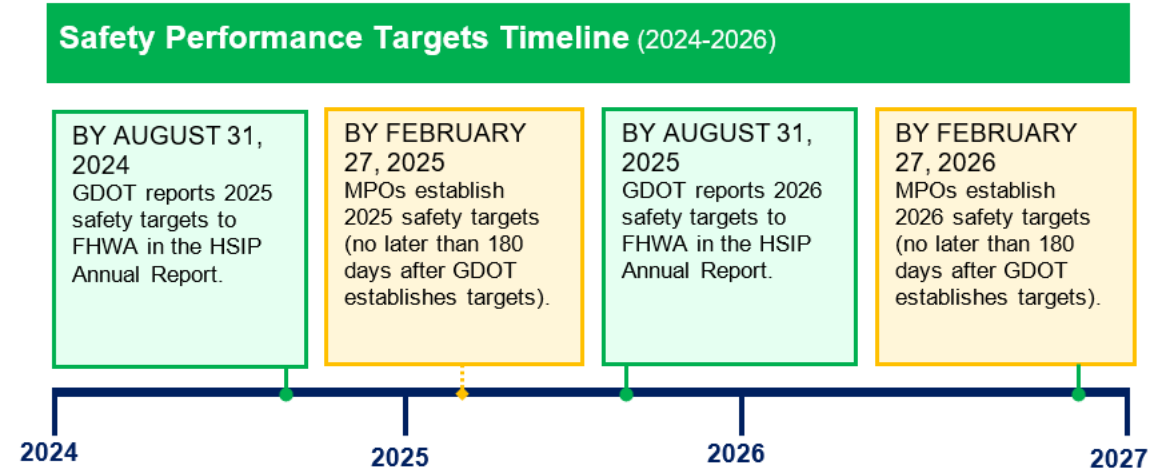 Safety Performance Targets Timeline (2024-2026)
BY AUGUST 31,
2024
GDOT reports 2025
safety targets to
FHWA in the HSIP
Annual Report.
BY FEBRUARY
27, 2025
MPOs establish
2025 safety targets
(no later than 180
days after GDOT
establishes targets).
BY AUGUST 31,
2025
GDOT reports 2026
safety targets to
FHWA in the HSIP
Annual Report.
BY FEBRUARY
27, 2026
MPOs establish
2026 safety targets
(no later than 180
days after GDOT
establishes targets).
2024
2025
2026
2027